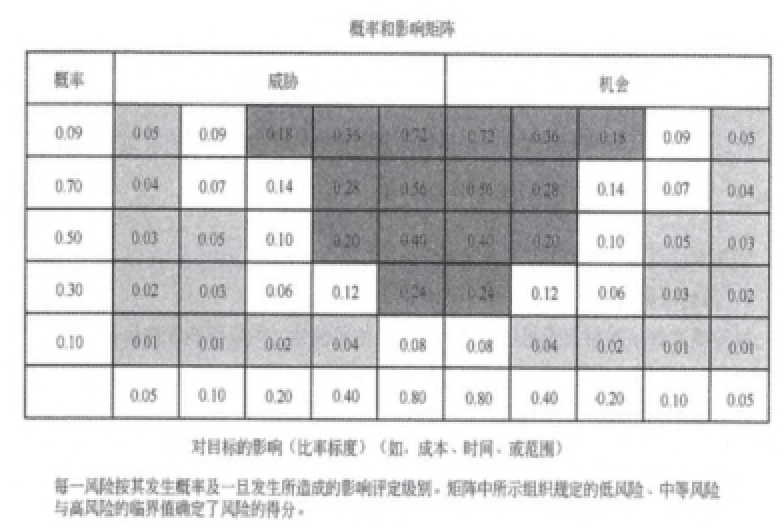 概率和影响矩阵
概率 威胁 机会
0.09 0.05 0.09 0.18 0.36 0.72 0.72 0.36 0.18 0.09 0.05
0.70 0.04 0.07 0.14 0.28 0.56 0.56 0.28 0.14 0.07 0.04
0.50 0.03 0.05 0.10 0.20 0.40 0.40 0.20 0.10 0.05 0.03
0.30 0.02 0.03 0.06 0.12 0.24 0.24 0.12 0.06 0.03 0.02
0.10 0.01 0.01 0.02 0.04 0.08 0.08 0.04 0.02 0.01 0.01
0.05 0.10 0.20 0.40 0.80 0.80 0.40 0.20 0.10 0.05
对目标的影响（比率标度）（如，成本、时间、或范围）
每一风险按其发生概率及一旦发生所造成的影响评定级别。矩阵中所示组织规定的低风险、中等风险
与高风险的临界值确定了风险的得分。